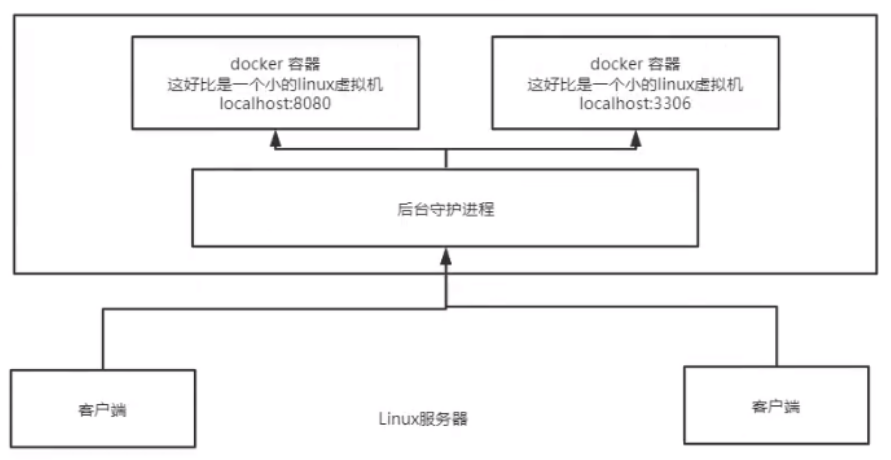 docker 容器
这好比是一个小的linux虚拟机
localhost:8080
docker 容器
这好比是一个小的linux虚拟机
localhost:3306
后台守护进程
客户端
Linux服务器
客户端